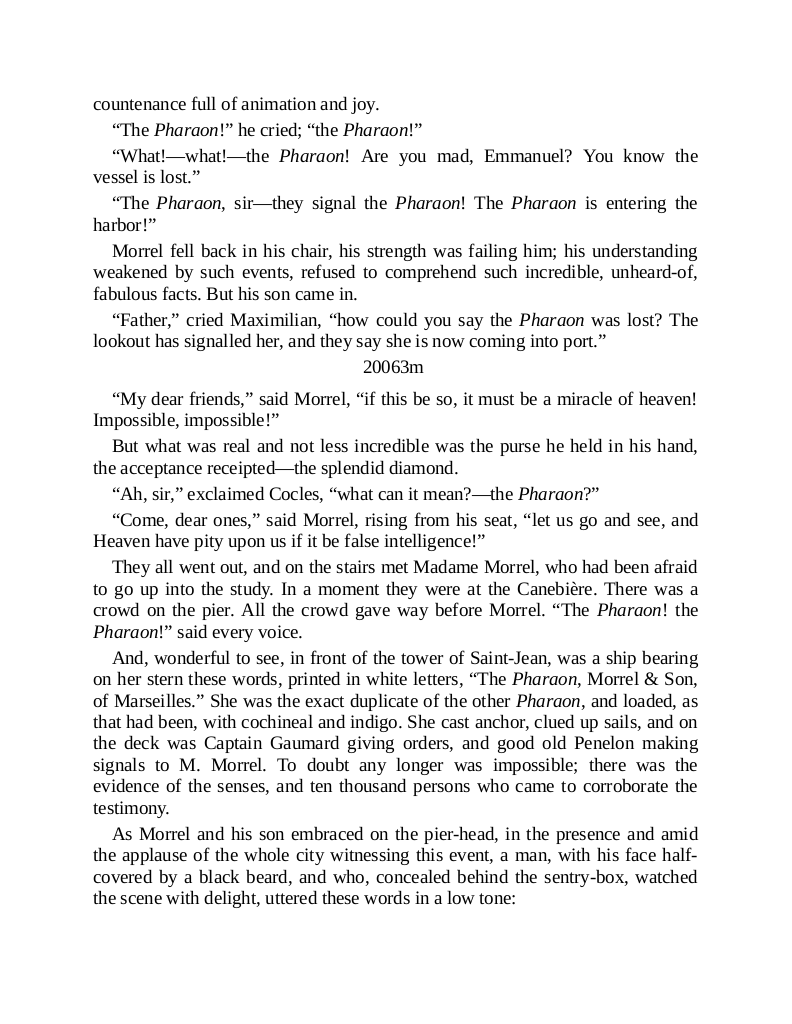 countenance full of animation and joy.
“The Pharaon!” he cried; “the Pharaon!”
“What!—what!—the Pharaon! Are you mad, Emmanuel? You know the
vessel is lost.”
“The Pharaon, sir—they signal the Pharaon! The Pharaon is entering the
harbor!”
Morrel fell back in his chair, his strength was failing him; his understanding
weakened by such events, refused to comprehend such incredible, unheard-of,
fabulous facts. But his son came in.
“Father,” cried Maximilian, “how could you say the Pharaon was lost? The
lookout has signalled her, and they say she is now coming into port.”
20063m
“My dear friends,” said Morrel, “if this be so, it must be a miracle of heaven!
Impossible, impossible!”
But what was real and not less incredible was the purse he held in his hand,
the acceptance receipted—the splendid diamond.
“Ah, sir,” exclaimed Cocles, “what can it mean?—the Pharaon?”
“Come, dear ones,” said Morrel, rising from his seat, “let us go and see, and
Heaven have pity upon us if it be false intelligence!”
They all went out, and on the stairs met Madame Morrel, who had been afraid
to go up into the study. In a moment they were at the Canebière. There was a
crowd on the pier. All the crowd gave way before Morrel. “The Pharaon! the
Pharaon!” said every voice.
And, wonderful to see, in front of the tower of Saint-Jean, was a ship bearing
on her stern these words, printed in white letters, “The Pharaon, Morrel & Son,
of Marseilles.” She was the exact duplicate of the other Pharaon, and loaded, as
that had been, with cochineal and indigo. She cast anchor, clued up sails, and on
the deck was Captain Gaumard giving orders, and good old Penelon making
signals to M. Morrel. To doubt any longer was impossible; there was the
evidence of the senses, and ten thousand persons who came to corroborate the
testimony.
As Morrel and his son embraced on the pier-head, in the presence and amid
the applause of the whole city witnessing this event, a man, with his face half-
covered by a black beard, and who, concealed behind the sentry-box, watched
the scene with delight, uttered these words in a low tone: